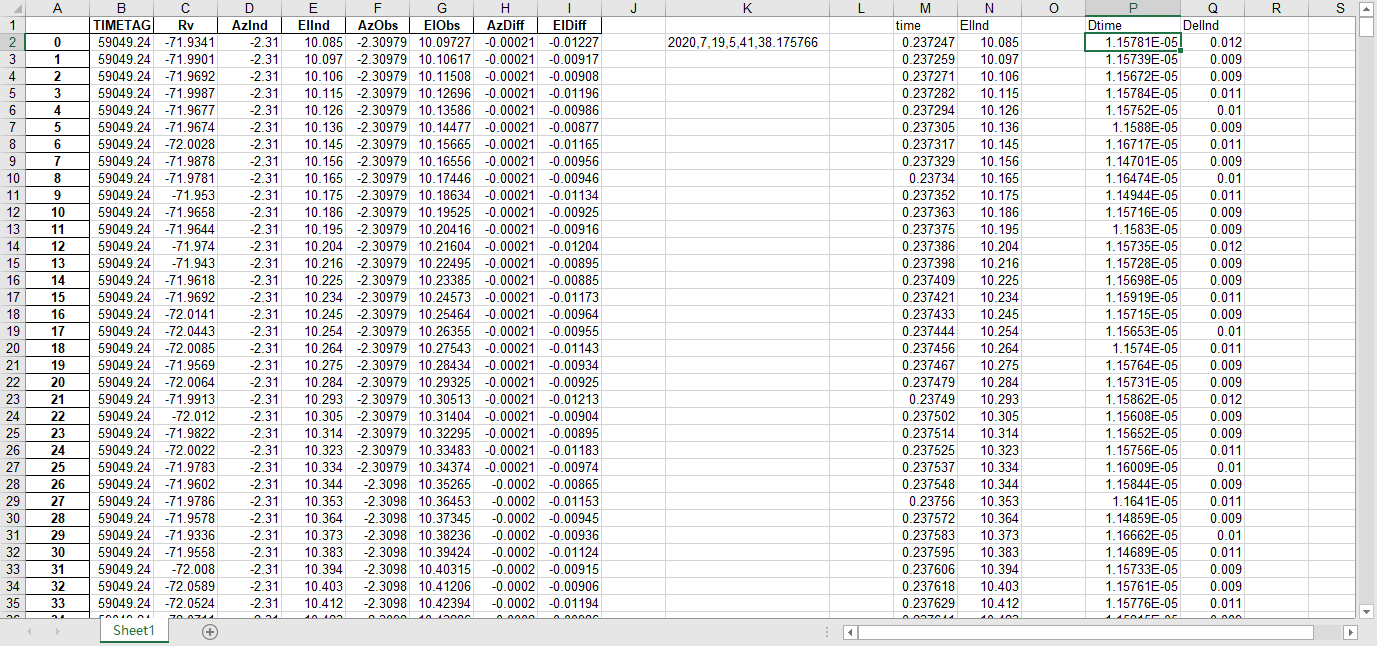 A B C D E F G H I J K L M N O P Q R S
1 TIMETAG Rv AzInd ElInd AzObs ElObs AzDiff ElDiff time ElInd Dtime DelInd
2 0 59049.24 -71.9341 -2.31 10.085 -2.30979 10.09727 -0.00021 -0.01227 2020,7,19,5,41,38.175766 0.237247 10.085 1.15781E-05 0.012
3 1 59049.24 -71.9901 -2.31 10.097 -2.30979 10.10617 -0.00021 -0.00917 0.237259 10.097 1.15739E-05 0.009
4 2 59049.24 -71.9692 -2.31 10.106 -2.30979 10.11508 -0.00021 -0.00908 0.237271 10.106 1.15672E-05 0.009
5 3 59049.24 -71.9987 -2.31 10.115 -2.30979 10.12696 -0.00021 -0.01196 0.237282 10.115 1.15784E-05 0.011
6 4 59049.24 -71.9677 -2.31 10.126 -2.30979 10.13586 -0.00021 -0.00986 0.237294 10.126 1.15752E-05 0.01
7 5 59049.24 -71.9674 -2.31 10.136 -2.30979 10.14477 -0.00021 -0.00877 0.237305 10.136 1.1588E-05 0.009
8 6 59049.24 -72.0028 -2.31 10.145 -2.30979 10.15665 -0.00021 -0.01165 0.237317 10.145 1.16717E-05 0.011
9 7 59049.24 -71.9878 -2.31 10.156 -2.30979 10.16556 -0.00021 -0.00956 0.237329 10.156 1.14701E-05 0.009
10 8 59049.24 -71.9781 -2.31 10.165 -2.30979 10.17446 -0.00021 -0.00946 0.23734 10.165 1.16474E-05 0.01
11 9 59049.24 -71.953 -2.31 10.175 -2.30979 10.18634 -0.00021 -0.01134 0.237352 10.175 1.14944E-05 0.011
12 10 59049.24 -71.9658 -2.31 10.186 -2.30979 10.19525 -0.00021 -0.00925 0.237363 10.186 1.15716E-05 0.009
13 11 59049.24 -71.9644 -2.31 10.195 -2.30979 10.20416 -0.00021 -0.00916 0.237375 10.195 1.1583E-05 0.009
14 12 59049.24 -71.974 -2.31 10.204 -2.30979 10.21604 -0.00021 -0.01204 0.237386 10.204 1.15735E-05 0.012
15 13 59049.24 -71.943 -2.31 10.216 -2.30979 10.22495 -0.00021 -0.00895 0.237398 10.216 1.15728E-05 0.009
16 14 59049.24 -71.9618 -2.31 10.225 -2.30979 10.23385 -0.00021 -0.00885 0.237409 10.225 1.15698E-05 0.009
17 15 59049.24 -71.9692 -2.31 10.234 -2.30979 10.24573 -0.00021 -0.01173 0.237421 10.234 1.15919E-05 0.011
18 16 59049.24 -72.0141 -2.31 10.245 -2.30979 10.25464 -0.00021 -0.00964 0.237433 10.245 1.15715E-05 0.009
19 17 59049.24 -72.0443 -2.31 10.254 -2.30979 10.26355 -0.00021 -0.00955 0.237444 10.254 1.15653E-05 0.01
20 18 59049.24 -72.0085 -2.31 10.264 -2.30979 10.27543 -0.00021 -0.01143 0.237456 10.264 1.1574E-05 0.011
21 19 59049.24 -71.9569 -2.31 10.275 -2.30979 10.28434 -0.00021 -0.00934 0.237467 10.275 1.15764E-05 0.009
22 20 59049.24 -72.0064 -2.31 10.284 -2.30979 10.29325 -0.00021 -0.00925 0.237479 10.284 1.15731E-05 0.009
23 21 59049.24 -71.9913 -2.31 10.293 -2.30979 10.30513 -0.00021 -0.01213 0.23749 10.293 1.15862E-05 0.012
24 22 59049.24 -72.012 -2.31 10.305 -2.30979 10.31404 -0.00021 -0.00904 0.237502 10.305 1.15608E-05 0.009
25 23 59049.24 -71.9822 -2.31 10.314 -2.30979 10.32295 -0.00021 -0.00895 0.237514 10.314 1.15652E-05 0.009
26 24 59049.24 -72.0022 -2.31 10.323 -2.30979 10.33483 -0.00021 -0.01183 0.237525 10.323 1.15756E-05 0.011
27 25 59049.24 -71.9783 -2.31 10.334 -2.30979 10.34374 -0.00021 -0.00974 0.237537 10.334 1.16009E-05 0.01
28 26 59049.24 -71.9602 -2.31 10.344 -2.3098 10.35265 -0.0002 -0.00865 0.237548 10.344 1.15844E-05 0.009
29 27 59049.24 -71.9786 -2.31 10.353 -2.3098 10.36453 -0.0002 -0.01153 0.23756 10.353 1.1641E-05 0.011
30 28 59049.24 -71.9578 -2.31 10.364 -2.3098 10.37345 -0.0002 -0.00945 0.237572 10.364 1.14859E-05 0.009
31 29 59049.24 -71.9336 -2.31 10.373 -2.3098 10.38236 -0.0002 -0.00936 0.237583 10.373 1.16662E-05 0.01
32 30 59049.24 -71.9558 -2.31 10.383 -2.3098 10.39424 -0.0002 -0.01124 0.237595 10.383 1.14689E-05 0.011
33 31 59049.24 -72.008 -2.31 10.394 -2.3098 10.40315 -0.0002 -0.00915 0.237606 10.394 1.15733E-05 0.009
34 32 59049.24 -72.0589 -2.31 10.403 -2.3098 10.41206 -0.0002 -0.00906 0.237618 10.403 1.15761E-05 0.009
35 33 59049.24 -72.0524 -2.31 10.412 -2.3098 10.42394 -0.0002 -0.01194 0.237629 10.412 1.15776E-05 0.011
Sheet1